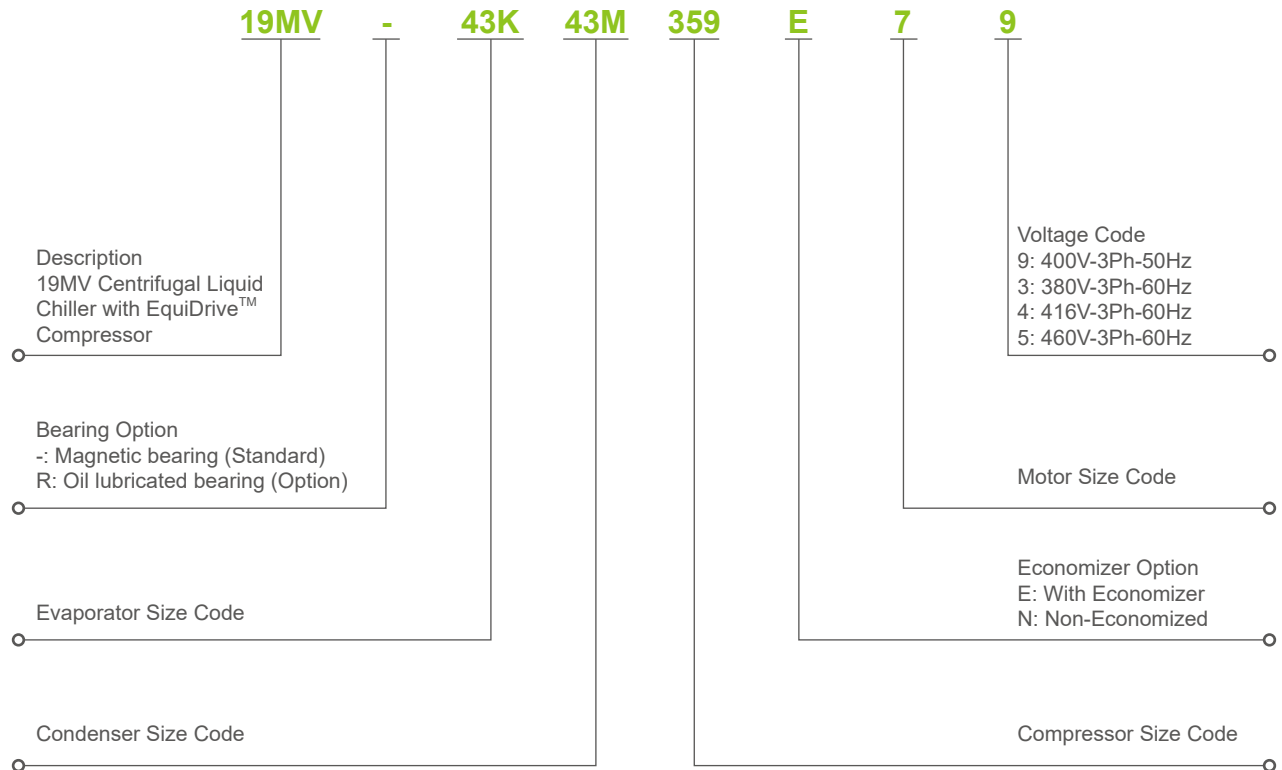 19MV - 43K 43M 359 E 7 9
Description
19MV Centrifugal Liquid
Chiller with EquiDrive™
Compressor
Bearing Option
-: Magnetic bearing (Standard)
R: Oil lubricated bearing (Option)
Evaporator Size Code
Condenser Size Code
Voltage Code
9: 400V-3Ph-50Hz
3: 380V-3Ph-60Hz
4: 416V-3Ph-60Hz
5: 460V-3Ph-60Hz
Motor Size Code
Economizer Option
E: With Economizer
N: Non-Economized
Compressor Size Code